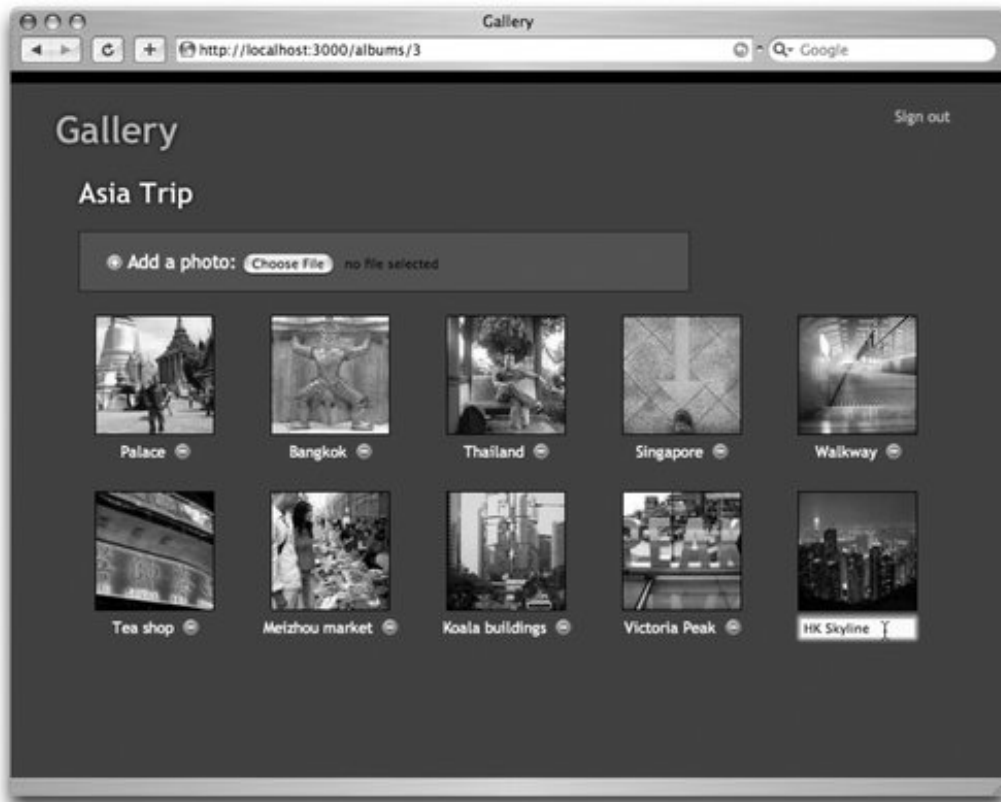 Gallery
http://localhost:3000/albums/3
Google
Sign out
Gallery
Asia Trip
Add a photo: Choose File no file selected
Palace
Bangkok
Thailand
Singapore
Walkway
Tea shop
Meizhou market
Koala buildings
Victoria Peak
HK Skyline